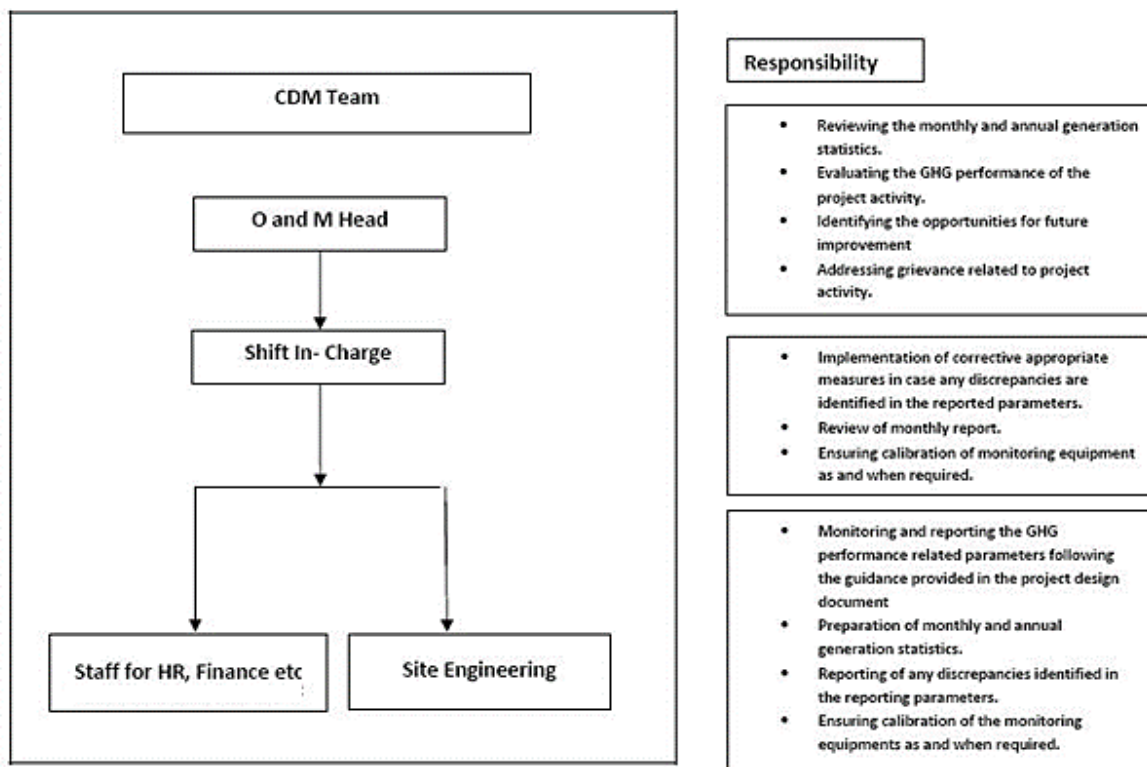 CDM Team
O and M Head
Shift In- Charge
Staff for HR, Finance etc
Site Engineering
Responsibility
• Reviewing the monthly and annual generation
statistics.
• Evaluating the GHG performance of the
project activity.
• Identifying the opportunities for future
improvement
• Addressing grievance related to project
activity.
• Implementation of corrective appropriate
measures in case any discrepancies are
identified in the reported parameters.
• Review of monthly report.
• Ensuring calibration of monitoring equipment
as and when required.
• Monitoring and reporting the GHG
performance related parameters following
the guidance provided in the project design
document
• Preparation of monthly and annual
generation statistics.
• Reporting of any discrepancies identified in
the reporting parameters.
• Ensuring calibration of the monitoring
equipments as and when required.